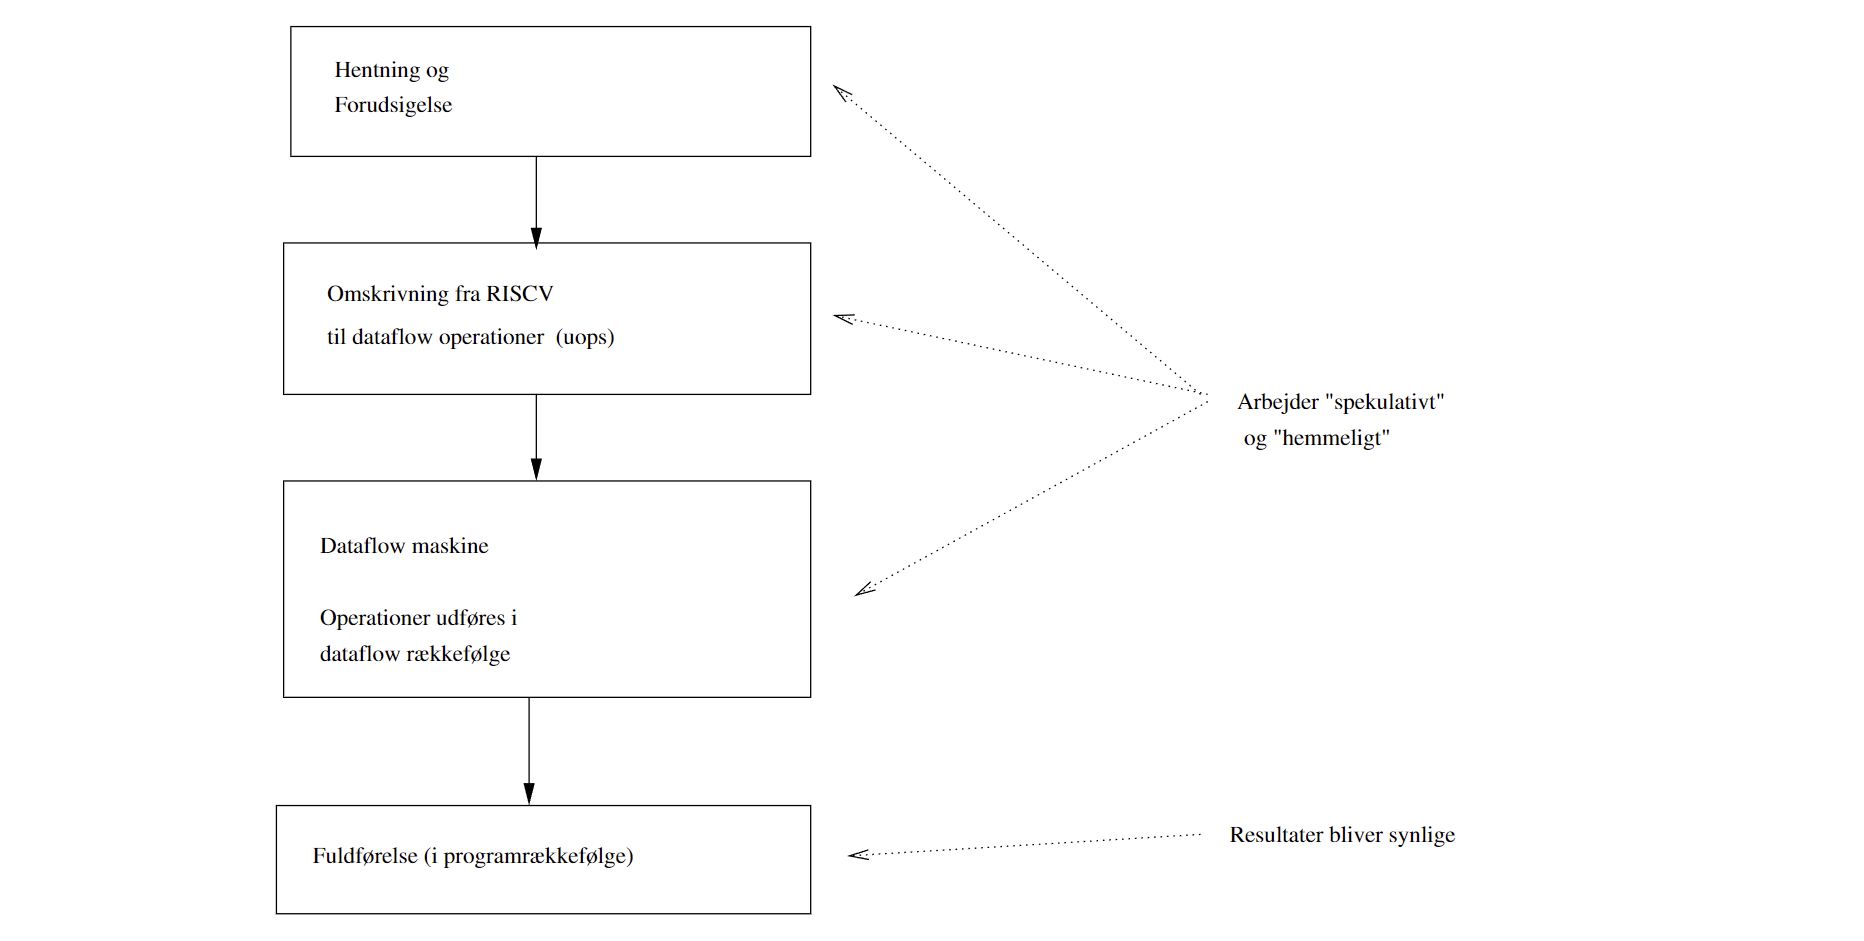 Hentning og
Forudsigelse
Omskrivning fra RISCV
til dataflow operationer  (uops)
Arbejder "spekulativt"
og "hemmeligt"
Dataflow maskine
Operationer udføres i
dataflow rækkefølge
Resultater bliver synlige
Fuldførelse (i programrækkefølge)